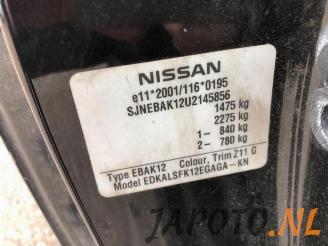 NISSAN
e11*2001/116*0195
SJNEBAK12U2145856
1475 kg
2275 kg
1- 840 kg
2- 780 kg
Type EBAK12 Colour, Trim Z11 G
Model EDKALSFK12EGAGA-KN
JAPOTO.NL